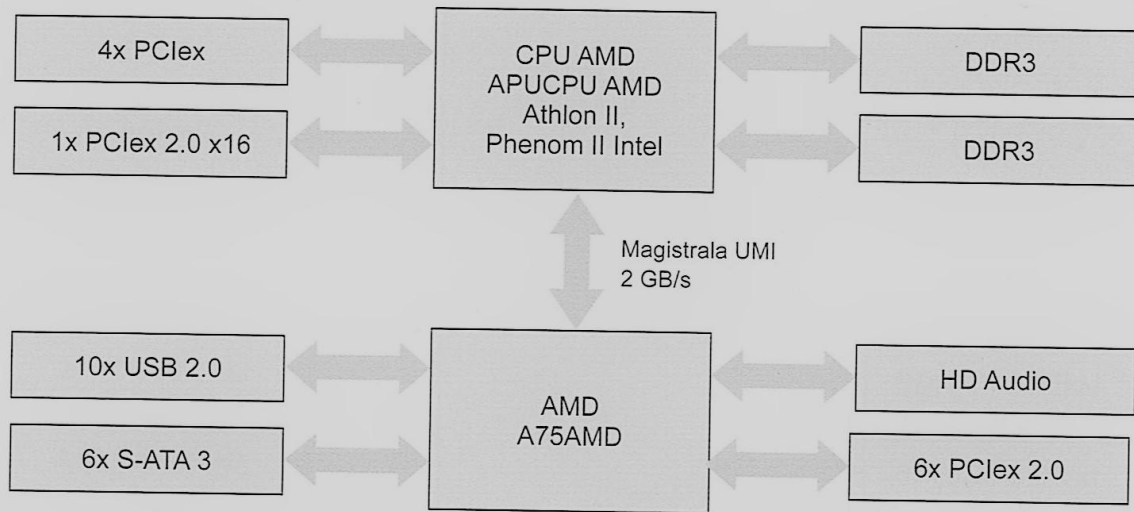 4x PCIex
CPU AMD
APUCPU AMD
Athlon II,
Phenom II Intel
DDR3
1x PCIex 2.0 x16
DDR3
Magistrala UMI
2 GB/s
10x USB 2.0
AMD
A75AMD
HD Audio
6x S-ATA 3
6x PCIex 2.0